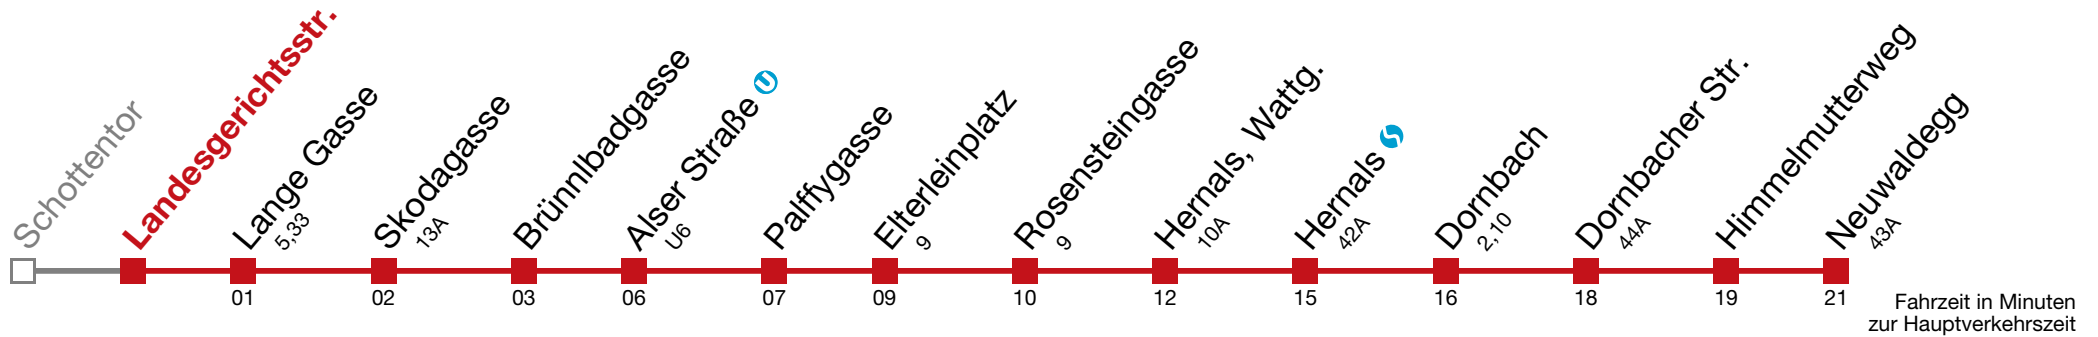 Schottentor
Landesgerichtsstr.
Lange Gasse
5,33
Skodagasse
13A
Brünnlbadgasse
Alser Straße U
U6
Palffygasse
Elterleinplatz
9
Rosensteingasse
9
Hernals, Wattg.
10A
Hernals S
42A
Dornbach
2,10
Dornbacher Str.
44A
Himmelmutterweg
Neuwaldegg
43A
01 02 03 06 07 09 10 12 15 16 18 19 21
Fahrzeit in Minuten
zur Hauptverkehrszeit